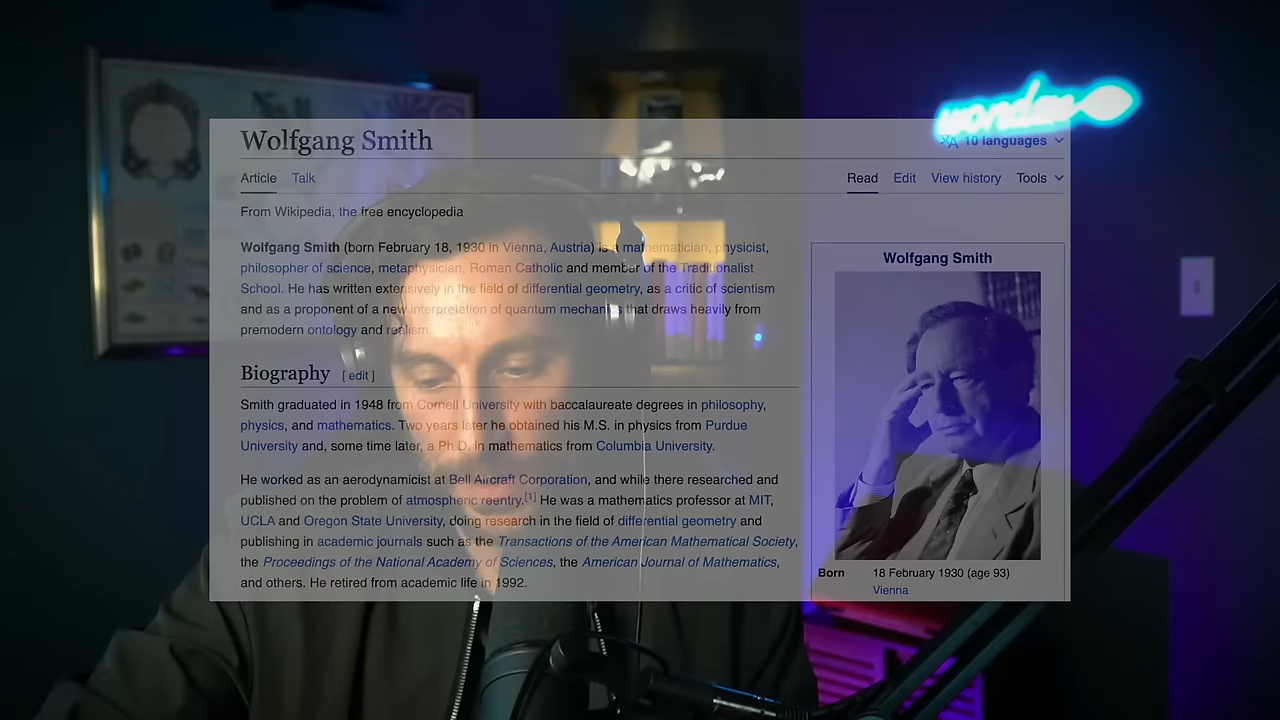 wonder
Wolfgang Smith
10 languages
Article Talk
Read Edit View history Tools
From Wikipedia, the free encyclopedia
Wolfgang Smith (born February 18, 1930 in Vienna, Austria) is a mathematician, physicist,
philosopher of science, metaphysician, Roman Catholic and member of the Traditionalist
School. He has written extensively in the field of differential geometry, as a critic of scientism
and as a proponent of a new interpretation of quantum mechanics that draws heavily from
premodern ontology and realism.
Wolfgang Smith
Biography [ edit ]
Smith graduated in 1948 from Cornell University with baccalaureate degrees in philosophy,
physics, and mathematics. Two years later he obtained his M.S. in physics from Purdue
University and, some time later, a Ph.D. in mathematics from Columbia University.
He worked as an aerodynamicist at Bell Aircraft Corporation, and while there researched and
published on the problem of atmospheric reentry.[1] He was a mathematics professor at MIT,
UCLA and Oregon State University, doing research in the field of differential geometry and
publishing in academic journals such as the Transactions of the American Mathematical Society,
the Proceedings of the National Academy of Sciences, the American Journal of Mathematics,
and others. He retired from academic life in 1992.
Born 18 February 1930 (age 93)
Vienna